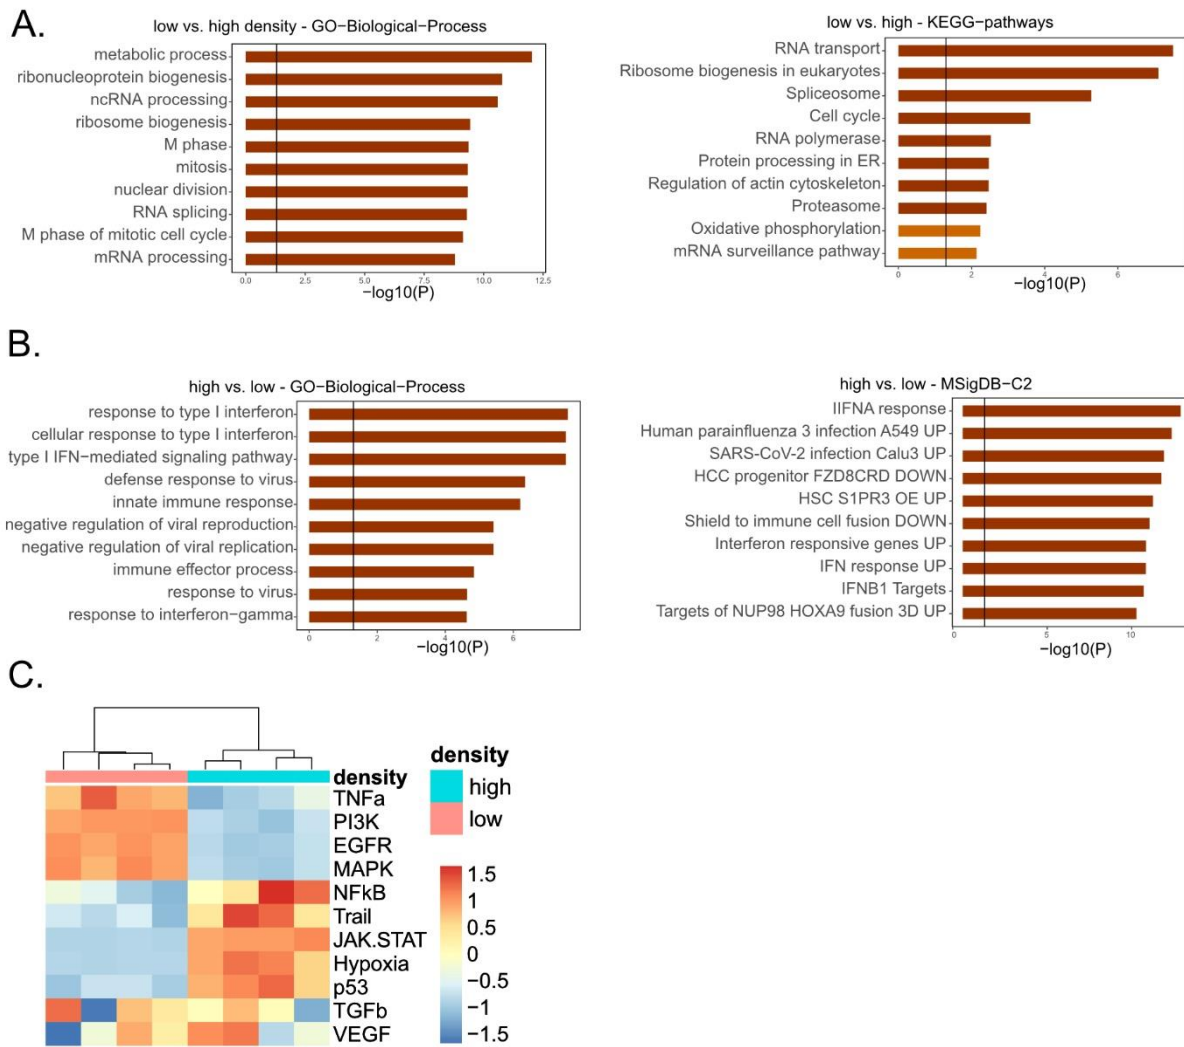 A.
low vs. high density - GO-Biological-Process
metabolic process
ribonucleoprotein biogenesis
ncRNA processing
ribosome biogenesis
M phase
mitosis
nuclear division
RNA splicing
M phase of mitotic cell cycle
mRNA processing
0.0 2.5 5.0 7.5 10.0 12.5
−log10(P)
low vs. high - KEGG-pathways
RNA transport
Ribosome biogenesis in eukaryotes
Spliceosome
Cell cycle
RNA polymerase
Protein processing in ER
Regulation of actin cytoskeleton
Proteasome
Oxidative phosphorylation
mRNA surveillance pathway
0 2 4 6
−log10(P)
B.
high vs. low - GO-Biological-Process
response to type I interferon
cellular response to type I interferon
type I IFN-mediated signaling pathway
defense response to virus
innate immune response
negative regulation of viral reproduction
negative regulation of viral replication
immune effector process
response to virus
response to interferon-gamma
0 2 4 6
−log10(P)
high vs. low - MSigDB-C2
IIFNA response
Human parainfluenza 3 infection A549 UP
SARS-CoV-2 infection Calu3 UP
HCC progenitor FZD8CRD DOWN
HSC S1PR3 OE UP
Shield to immune cell fusion DOWN
Interferon responsive genes UP
IFN response UP
IFNB1 Targets
Targets of NUP98 HOXA9 fusion 3D UP
0 5 10
−log10(P)
C.
density
TNFa
PI3K
EGFR
MAPK
NFkB
Trail
JAK.STAT
Hypoxia
p53
TGFb
VEGF
density
high
low
1.5
1
0.5
0
−0.5
−1
−1.5